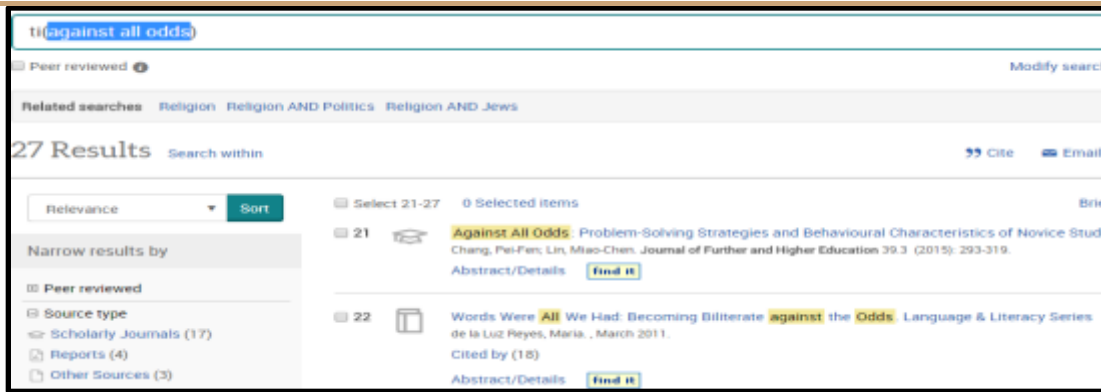 ti(against all odds)
Peer reviewed
Modify searc
Related searches Religion Religion AND Politics Religion AND Jews
27 Results Search within
Cite Email
Relevance Sort
Select 21-27 0 Selected items
Brie
Narrow results by
21 Against All Odds: Problem-Solving Strategies and Behavioural Characteristics of Novice Stud
Chang, Pei-Fen; Lin, Miao-Chen. Journal of Further and Higher Education 39.3 (2015): 293-319.
Abstract/Details find it
Peer reviewed
Source type
Scholarly Journals (17)
Reports (4)
Other Sources (3)
22 Words Were All We Had: Becoming Biliterate against the Odds. Language & Literacy Series
de la Luz Reyes, Maria. , March 2011.
Cited by (18)
Abstract/Details find it